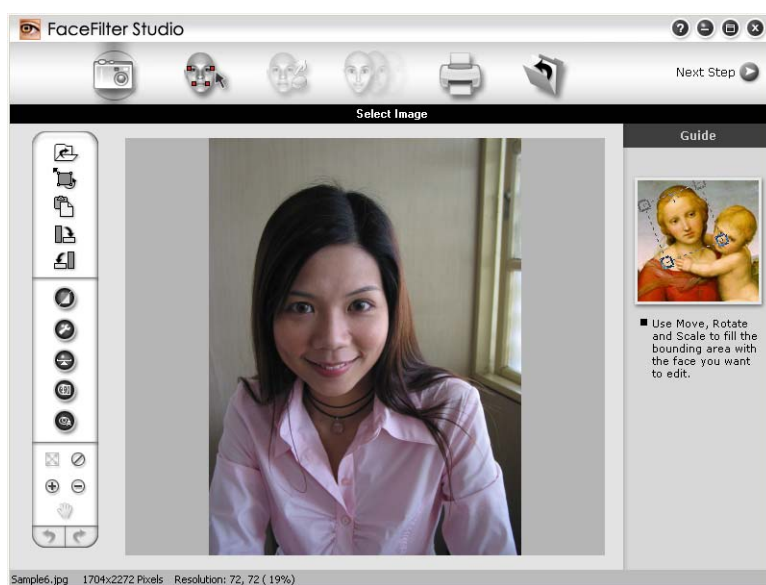 FaceFilter Studio
Next Step
Select Image
Guide
Use Move, Rotate
and Scale to fill the
bounding area with
the face you want
to edit.
Sample6.jpg 1704x2272 Pixels Resolution: 72, 72 ( 19%)